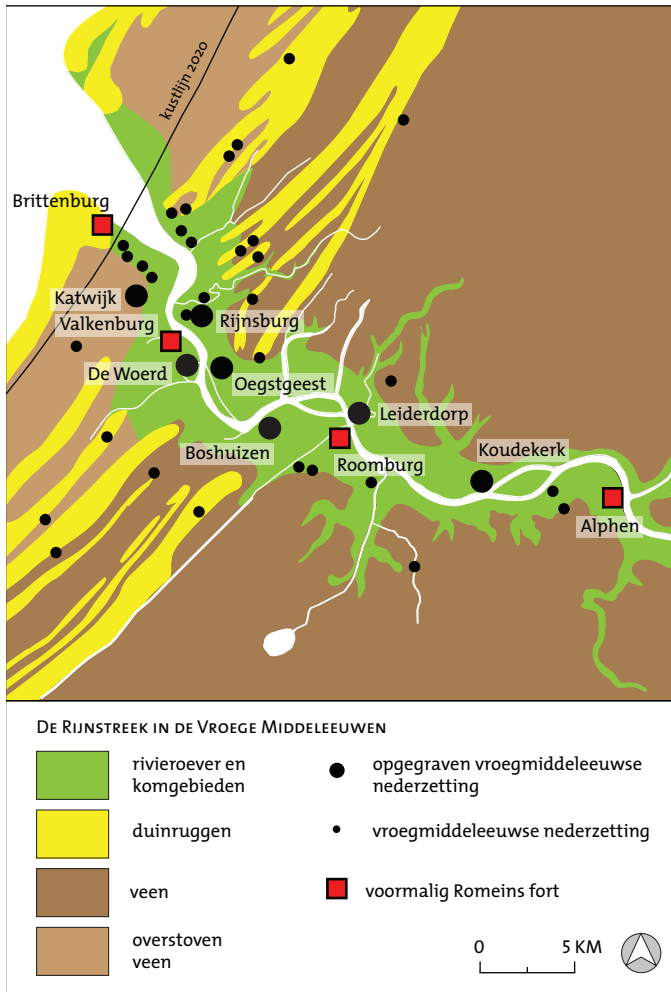 kustlijn 2020
Brittenburg
Katwijk
Valkenburg
Rijnsburg
De Woerd
Oegstgeest
Leiderdorp
Boshuizen
Roomburg
Koudekerk
Alphen
De Rijnstreek in de Vroege Middeleeuwen
rivieroever en
komgebieden
duinruggen
veen
overstoven
veen
opgegraven vroegmiddeleeuwse
nederzetting
vroegmiddeleeuwse nederzetting
voormalig Romeins fort
0 5 KM